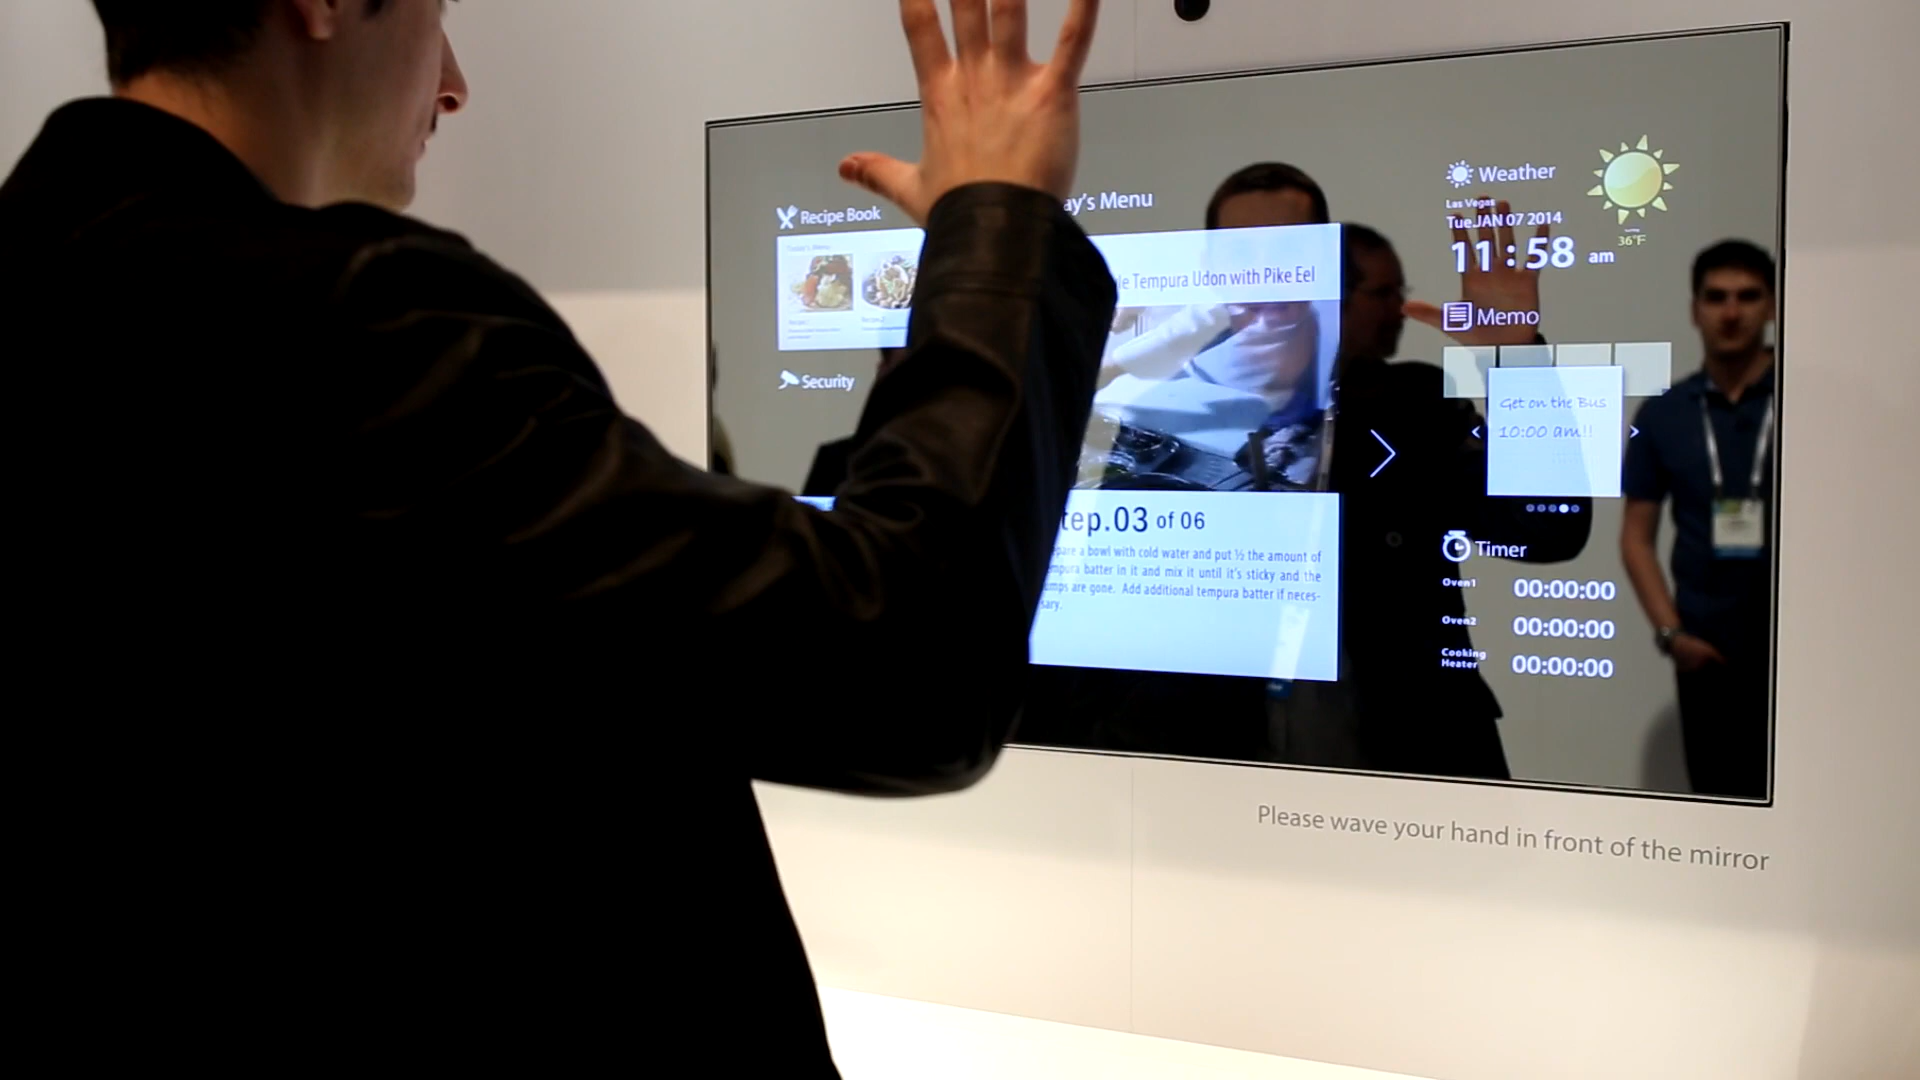 Recipe Book
Today's Menu
Security
ay's Menu
le Tempura Udon with Pike Eel
tep.03 of 06
pare a bowl with cold water and put ½ the amount of
mpura batter in it and mix it until it's sticky and the
umps are gone. Add additional tempura batter if neces-
sary.
Weather
Las Vegas
Tue.JAN 07 2014
11:58 am
36°F
Memo
Get on the Bus
10:00 am!!
Timer
Oven1 00:00:00
Oven2 00:00:00
Cooking
Heater 00:00:00
Please wave your hand in front of the mirror